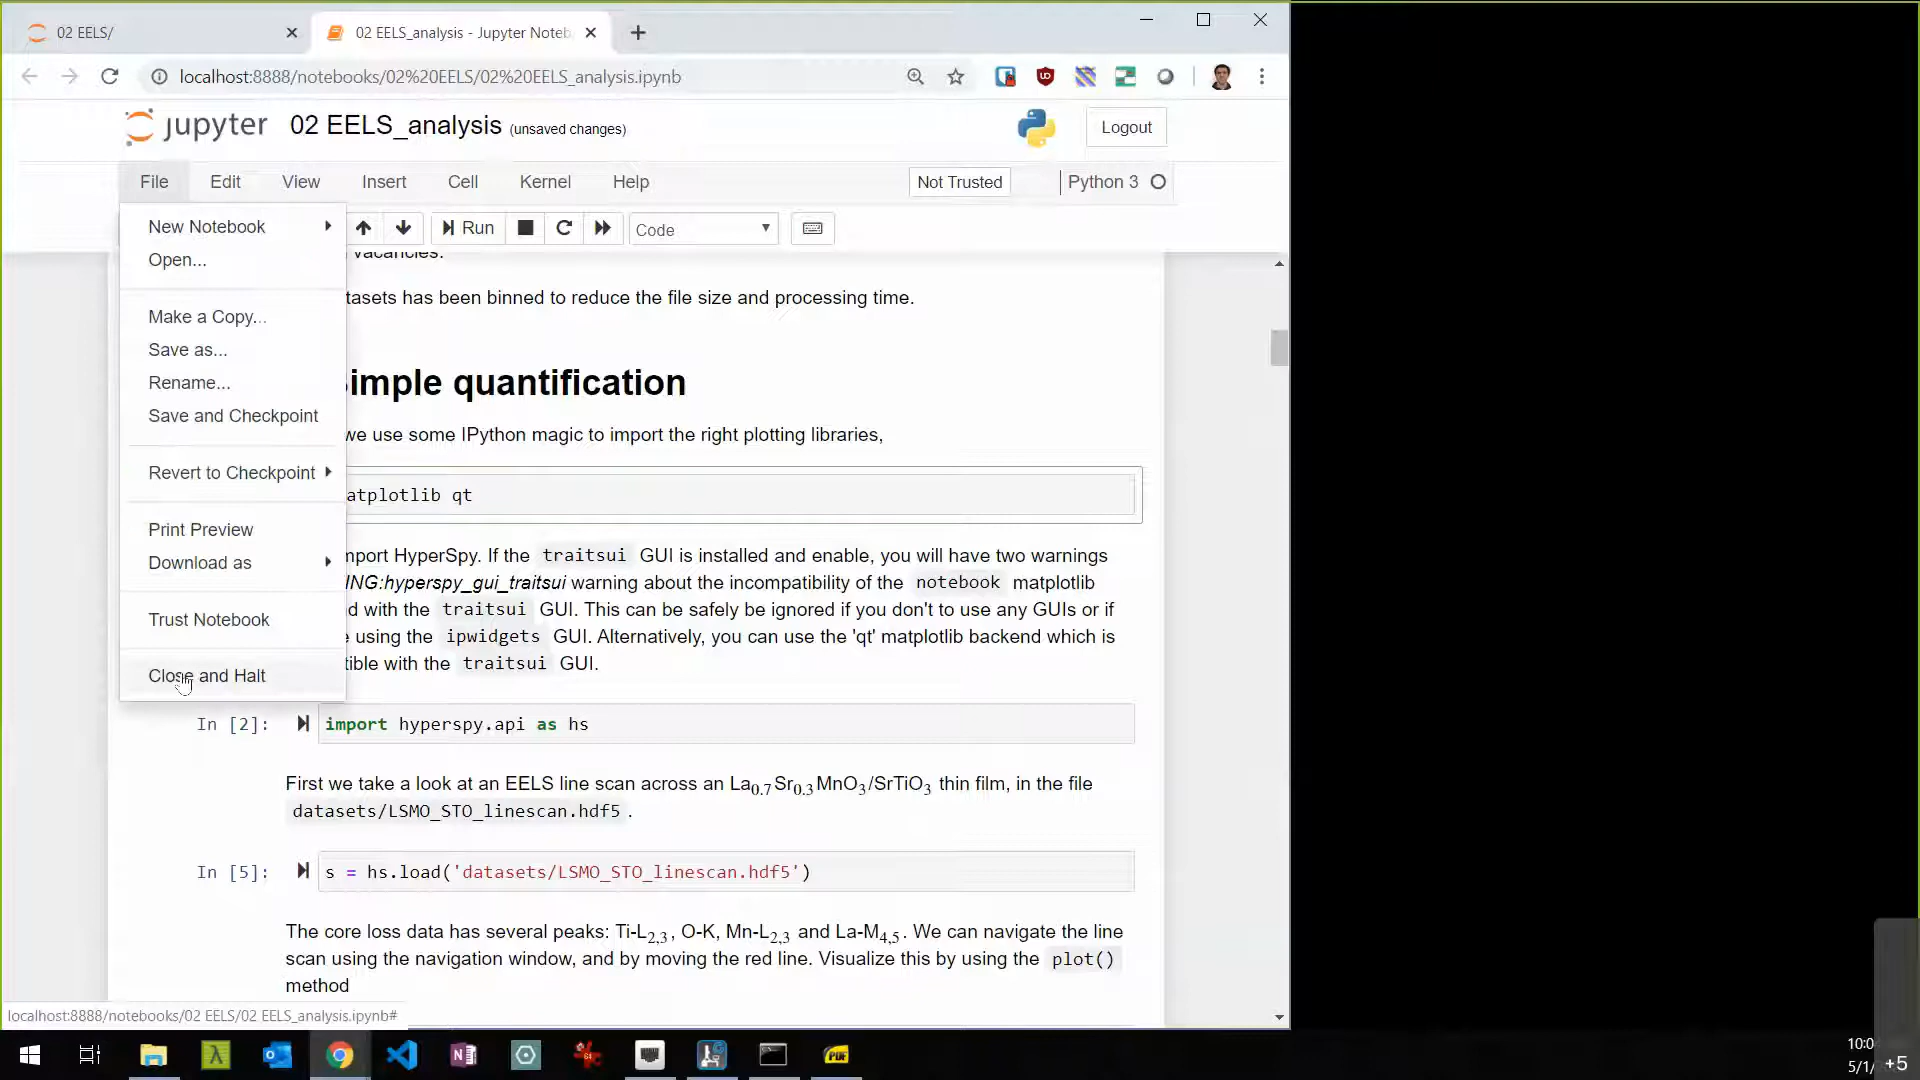 02 EELS/
02 EELS_analysis - Jupyter Noteb
localhost:8888/notebooks/02%20EELS/02%20EELS_analysis.ipynb
jupyter
02 EELS_analysis (unsaved changes)
Logout
File Edit View Insert Cell Kernel Help
Not Trusted
Python 3
Run
Code
New Notebook
Open...
Make a Copy...
Save as...
Rename...
Save and Checkpoint
Revert to Checkpoint
Print Preview
Download as
Trust Notebook
Close and Halt
vacancies.
tasets has been binned to reduce the file size and processing time.
imple quantification
we use some IPython magic to import the right plotting libraries,
atplotlib qt
mport HyperSpy. If the traitsui GUI is installed and enable, you will have two warnings
ING:hyperspy_gui_traitsui warning about the incompatibility of the notebook matplotlib
d with the traitsui GUI. This can be safely be ignored if you don't to use any GUIs or if
e using the ipwidgets GUI. Alternatively, you can use the 'qt' matplotlib backend which is
tible with the traitsui GUI.
In [2]: import hyperspy.api as hs
First we take a look at an EELS line scan across an La0.7Sr0.3MnO3/SrTiO3 thin film, in the file
datasets/LSMO_STO_linescan.hdf5 .
In [5]: s = hs.load('datasets/LSMO_STO_linescan.hdf5')
The core loss data has several peaks: Ti-L2,3, O-K, Mn-L2,3 and La-M4,5. We can navigate the line
scan using the navigation window, and by moving the red line. Visualize this by using the plot()
method
localhost:8888/notebooks/02 EELS/02 EELS_analysis.ipynb#
10:0
5/1/
+5
PDF